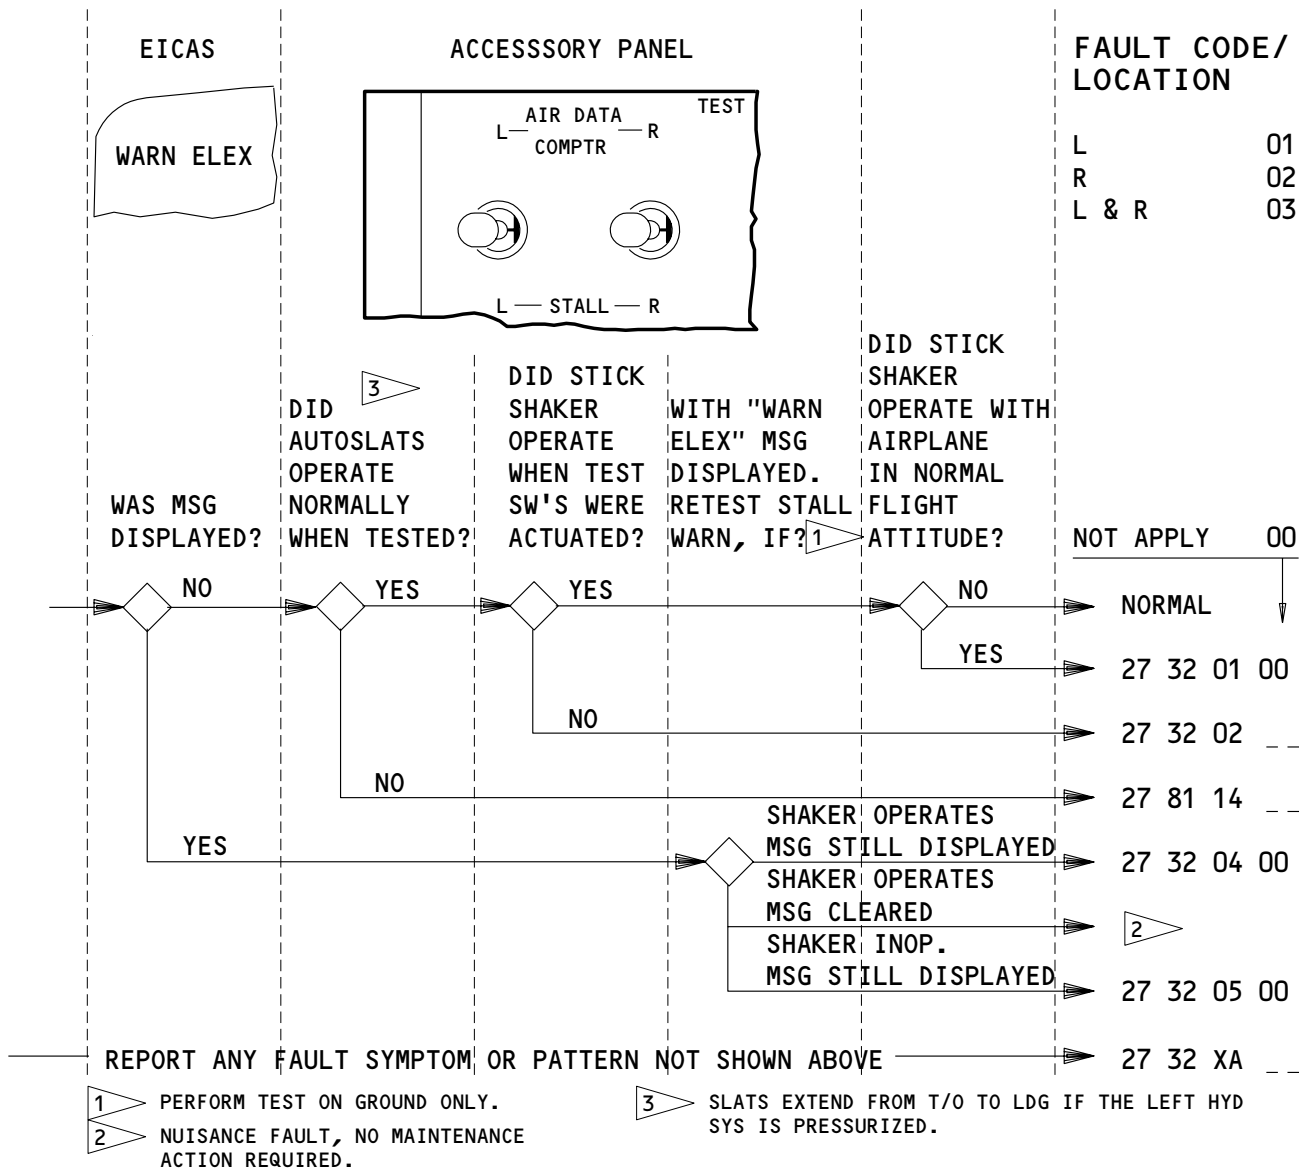 EICAS
ACCESSSORY PANEL
FAULT CODE/
LOCATION
TEST
AIR DATA
L R
COMPTR
WARN ELEX
L 01
R 02
L & R 03
L STALL R
DID
AUTOSLATS
OPERATE
NORMALLY
WHEN TESTED?
3
DID STICK
SHAKER
OPERATE
WHEN TEST
SW'S WERE
ACTUATED?
WITH "WARN
ELEX" MSG
DISPLAYED.
RETEST STALL
WARN, IF?
1
DID STICK
SHAKER
OPERATE WITH
AIRPLANE
IN NORMAL
FLIGHT
ATTITUDE?
WAS MSG
DISPLAYED?
NOT APPLY 00
NO
YES
YES
NO
NORMAL
YES
27 32 01 00
NO
27 32 02 _ _
NO
27 81 14 _ _
YES
SHAKER OPERATES
MSG STILL DISPLAYED
27 32 04 00
SHAKER OPERATES
MSG CLEARED
2
SHAKER INOP.
MSG STILL DISPLAYED
27 32 05 00
REPORT ANY FAULT SYMPTOM OR PATTERN NOT SHOWN ABOVE
27 32 XA _ _
1 PERFORM TEST ON GROUND ONLY.
2 NUISANCE FAULT, NO MAINTENANCE
ACTION REQUIRED.
3 SLATS EXTEND FROM T/O TO LDG IF THE LEFT HYD
SYS IS PRESSURIZED.